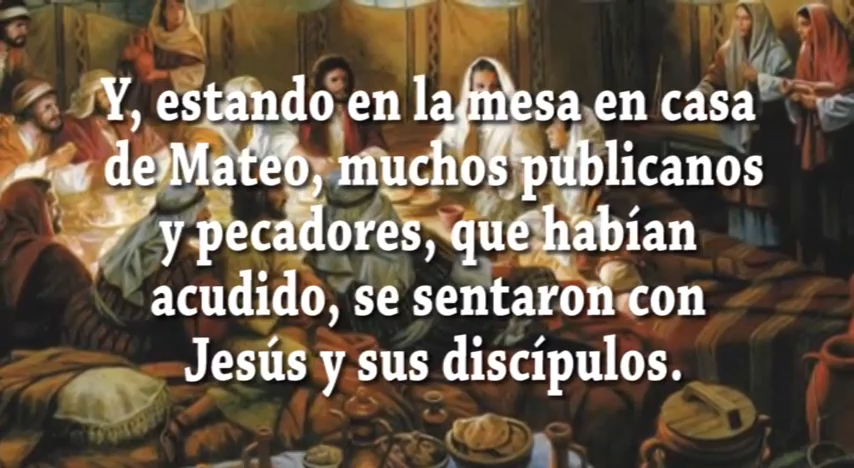 Y, estando en la mesa en casa
de Mateo, muchos publicanos
y pecadores, que habían
acudido, se sentaron con
Jesús y sus discípulos.